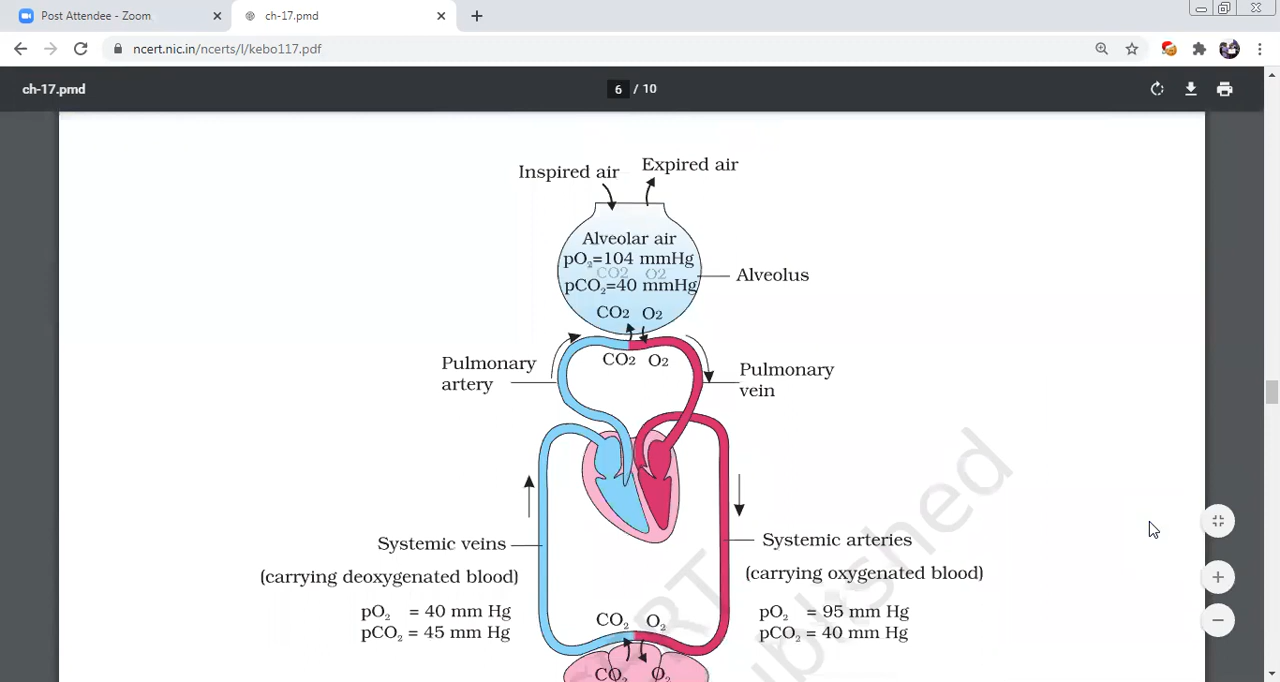 Post Attendee - Zoom
ch-17.pmd
ncert.nic.in/ncerts/l/kebo117.pdf
ch-17.pmd
6 / 10
Inspired air
Expired air
Alveolar air
pO2=104 mmHg
CO2 O2
pCO2=40 mmHg
Alveolus
CO2 O2
CO2 O2
Pulmonary
artery
Pulmonary
vein
Systemic veins
(carrying deoxygenated blood)
pO2 = 40 mm Hg
pCO2 = 45 mm Hg
Systemic arteries
(carrying oxygenated blood)
pO2 = 95 mm Hg
pCO2 = 40 mm Hg
CO2 O2
CO2 O2